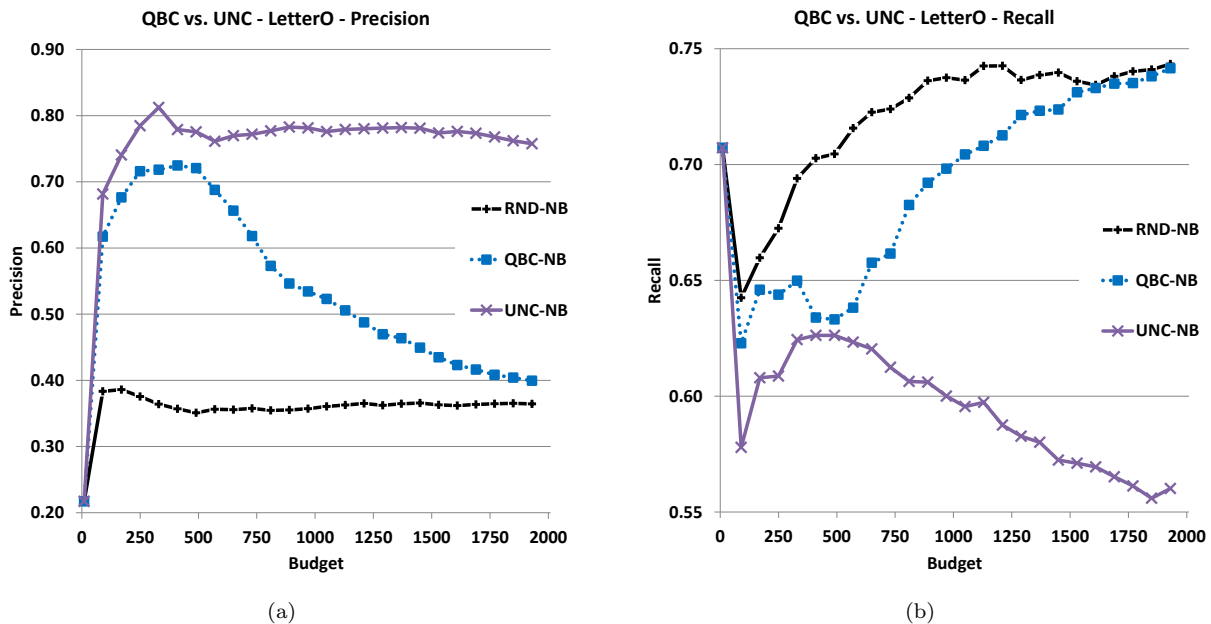 QBC vs. UNC - LetterO - Precision
0.90
0.80
0.70
0.60
0.50
0.40
0.30
0.20
Precision
RND-NB
QBC-NB
UNC-NB
0
250
500
750
1000
1250
1500
1750
2000
Budget
(a)
QBC vs. UNC - LetterO - Recall
0.75
0.70
0.65
0.60
0.55
Recall
RND-NB
QBC-NB
UNC-NB
0
250
500
750
1000
1250
1500
1750
2000
Budget
(b)